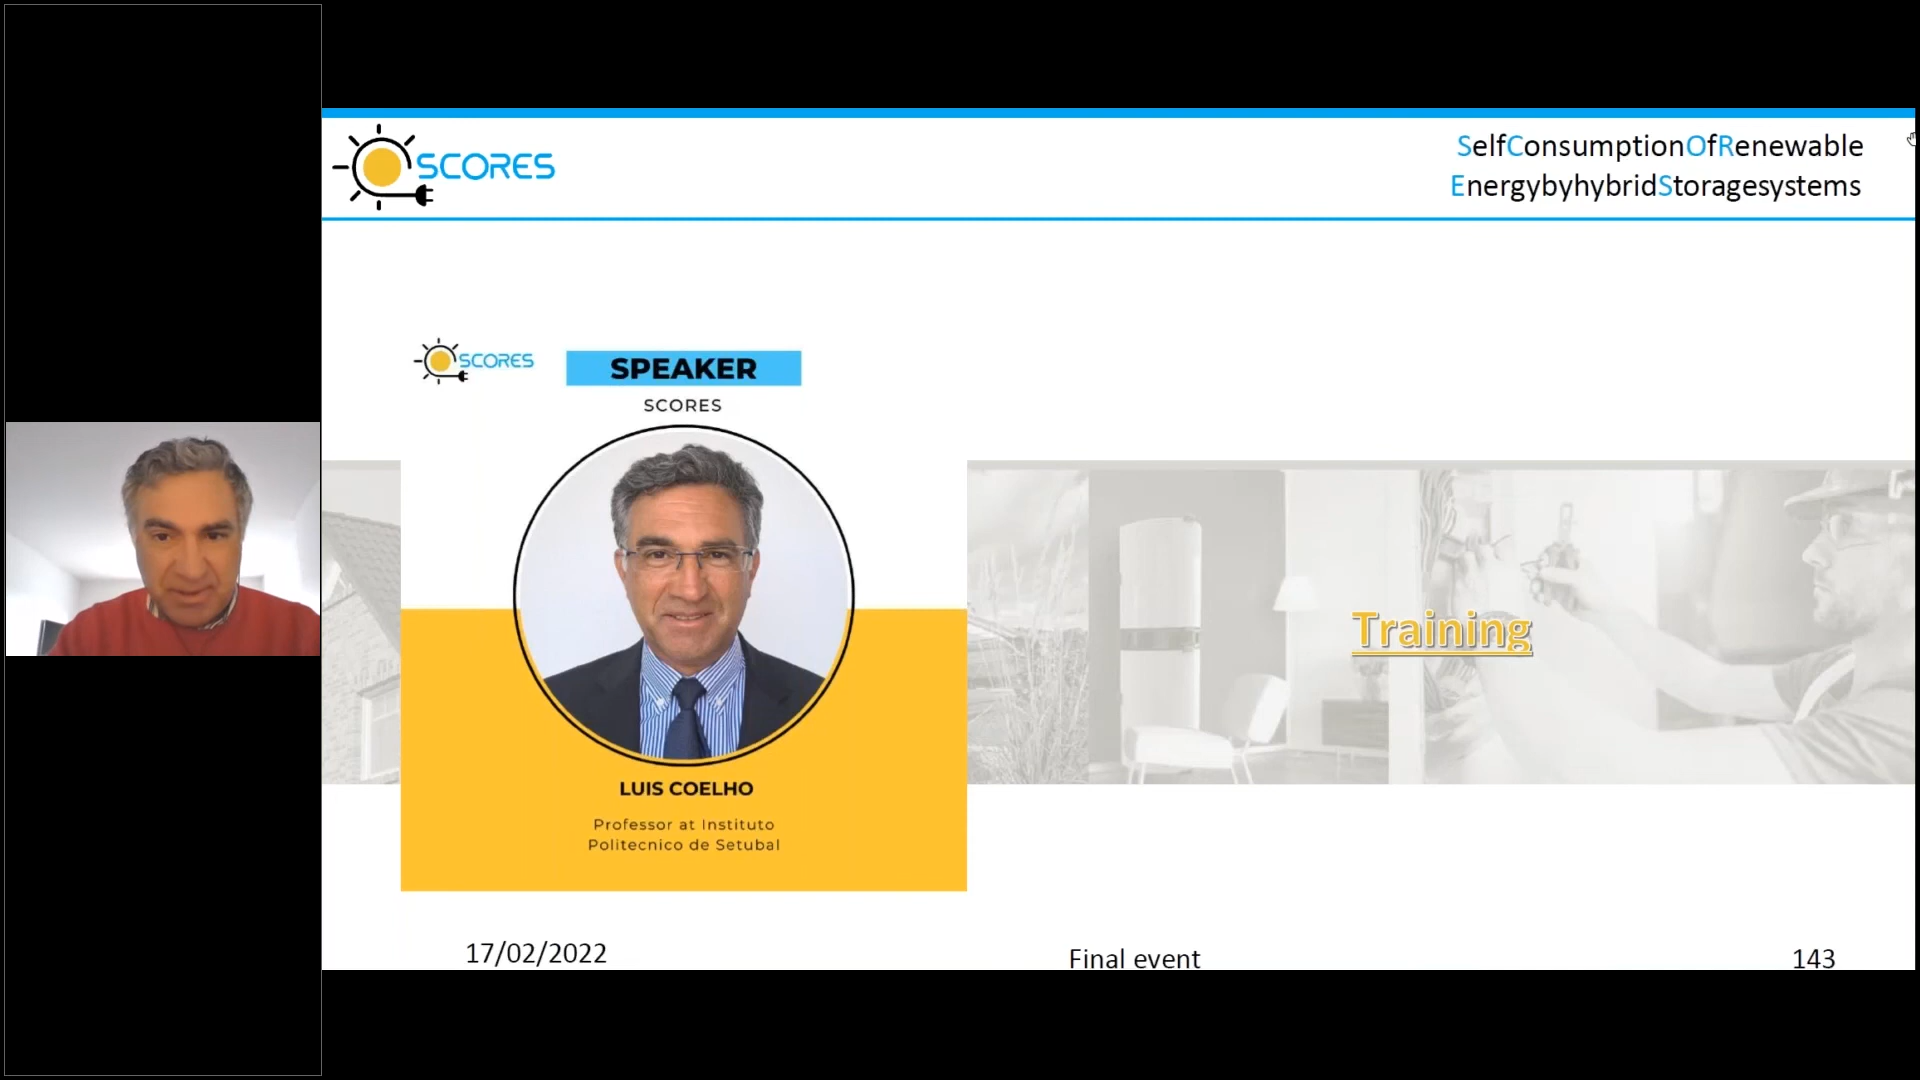 SCORES
SelfConsumptionOfRenewable
EnergybyhybridStoragesystems
SCORES
SPEAKER
SCORES
LUIS COELHO
Professor at Instituto
Politecnico de Setubal
Training
17/02/2022
Final event
143